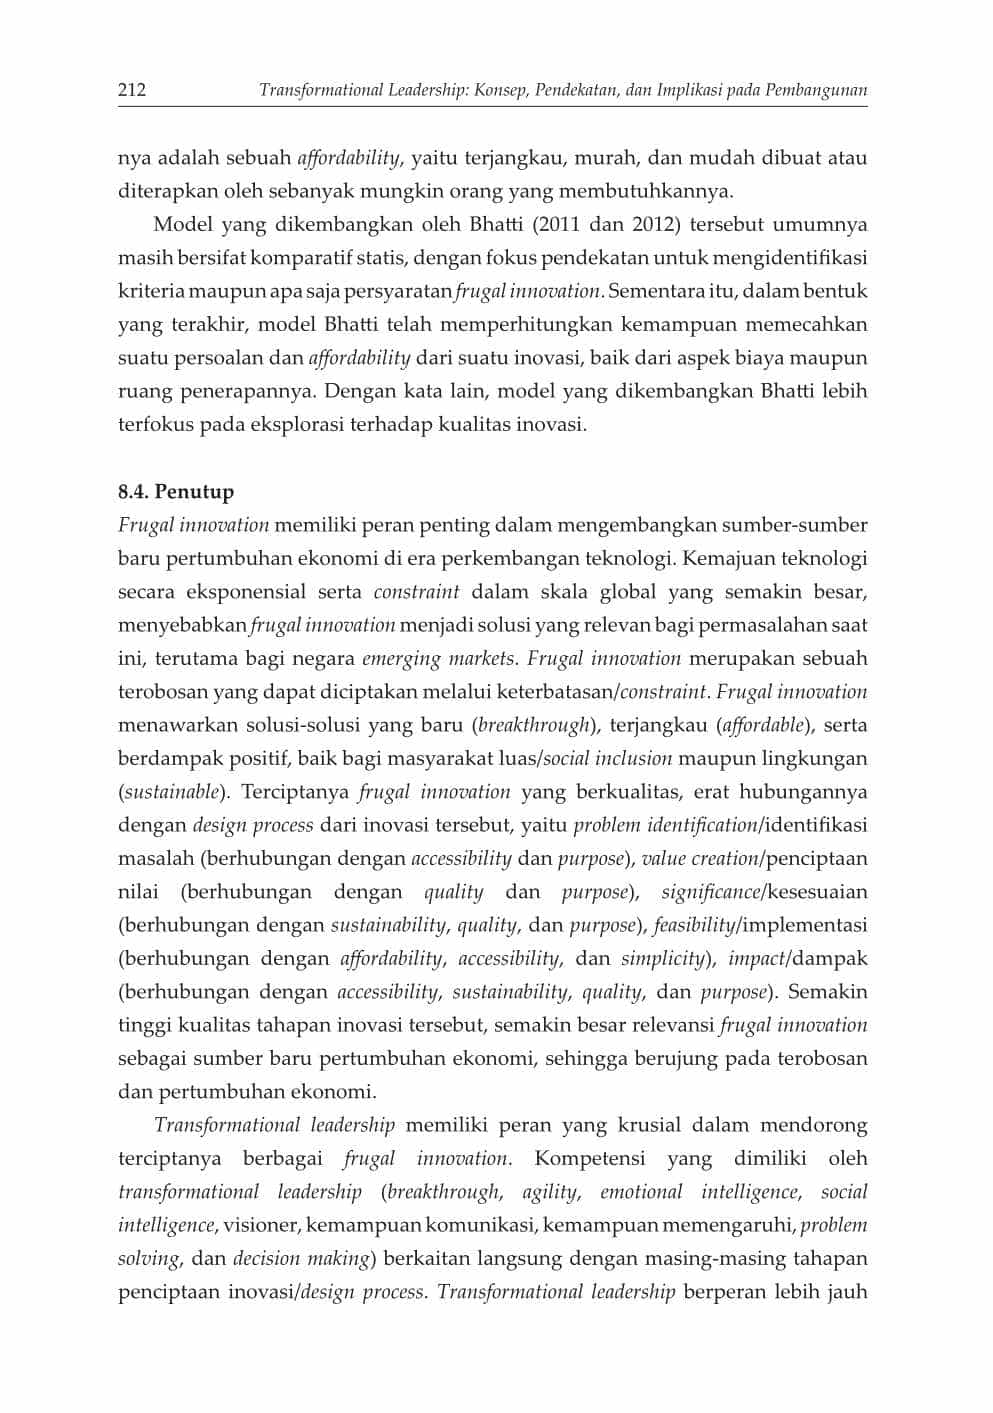 212 Transformational Leadership: Konsep, Pendekatan, dan Implikasi pada Pembangunan
nya adalah sebuah affordability, yaitu terjangkau, murah, dan mudah dibuat atau
diterapkan oleh sebanyak mungkin orang yang membutuhkannya.
Model yang dikembangkan oleh Bhatti (2011 dan 2012) tersebut umumnya
masih bersifat komparatif statis, dengan fokus pendekatan untuk mengidentifikasi
kriteria maupun apa saja persyaratan frugal innovation. Sementara itu, dalam bentuk
yang terakhir, model Bhatti telah memperhitungkan kemampuan memecahkan
suatu persoalan dan affordability dari suatu inovasi, baik dari aspek biaya maupun
ruang penerapannya. Dengan kata lain, model yang dikembangkan Bhatti lebih
terfokus pada eksplorasi terhadap kualitas inovasi.
8.4. Penutup
Frugal innovation memiliki peran penting dalam mengembangkan sumber-sumber
baru pertumbuhan ekonomi di era perkembangan teknologi. Kemajuan teknologi
secara eksponensial serta constraint dalam skala global yang semakin besar,
menyebabkan frugal innovation menjadi solusi yang relevan bagi permasalahan saat
ini, terutama bagi negara emerging markets. Frugal innovation merupakan sebuah
terobosan yang dapat diciptakan melalui keterbatasan/constraint. Frugal innovation
menawarkan solusi-solusi yang baru (breakthrough), terjangkau (affordable), serta
berdampak positif, baik bagi masyarakat luas/social inclusion maupun lingkungan
(sustainable). Terciptanya frugal innovation yang berkualitas, erat hubungannya
dengan design process dari inovasi tersebut, yaitu problem identification/identifikasi
masalah (berhubungan dengan accessibility dan purpose), value creation/penciptaan
nilai (berhubungan dengan quality dan purpose), significance/kesesuaian
(berhubungan dengan sustainability, quality, dan purpose), feasibility/implementasi
(berhubungan dengan affordability, accessibility, dan simplicity), impact/dampak
(berhubungan dengan accessibility, sustainability, quality, dan purpose). Semakin
tinggi kualitas tahapan inovasi tersebut, semakin besar relevansi frugal innovation
sebagai sumber baru pertumbuhan ekonomi, sehingga berujung pada terobosan
dan pertumbuhan ekonomi.
Transformational leadership memiliki peran yang krusial dalam mendorong
terciptanya berbagai frugal innovation. Kompetensi yang dimiliki oleh
transformational leadership (breakthrough, agility, emotional intelligence, social
intelligence, visioner, kemampuan komunikasi, kemampuan memengaruhi, problem
solving, dan decision making) berkaitan langsung dengan masing-masing tahapan
penciptaan inovasi/design process. Transformational leadership berperan lebih jauh